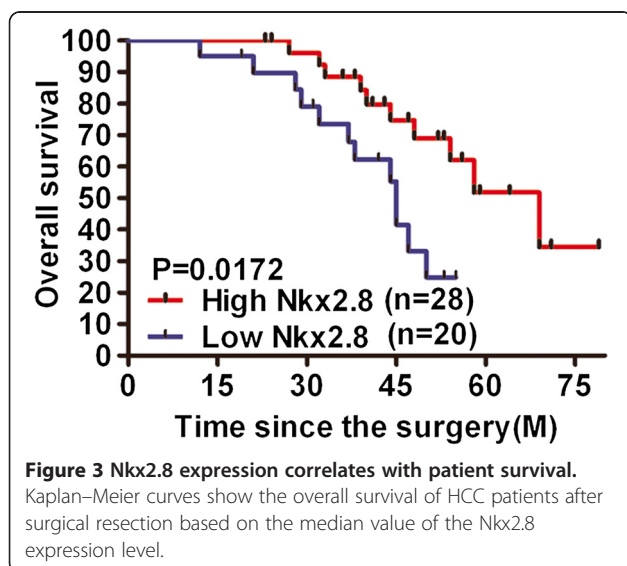 100
90
80
70
60
50
40
30
20
10
0
Overall survival
P=0.0172
High Nkx2.8 (n=28)
Low Nkx2.8 (n=20)
0 15 30 45 60 75
Time since the surgery(M)
Figure 3 Nkx2.8 expression correlates with patient survival.
Kaplan–Meier curves show the overall survival of HCC patients after
surgical resection based on the median value of the Nkx2.8
expression level.